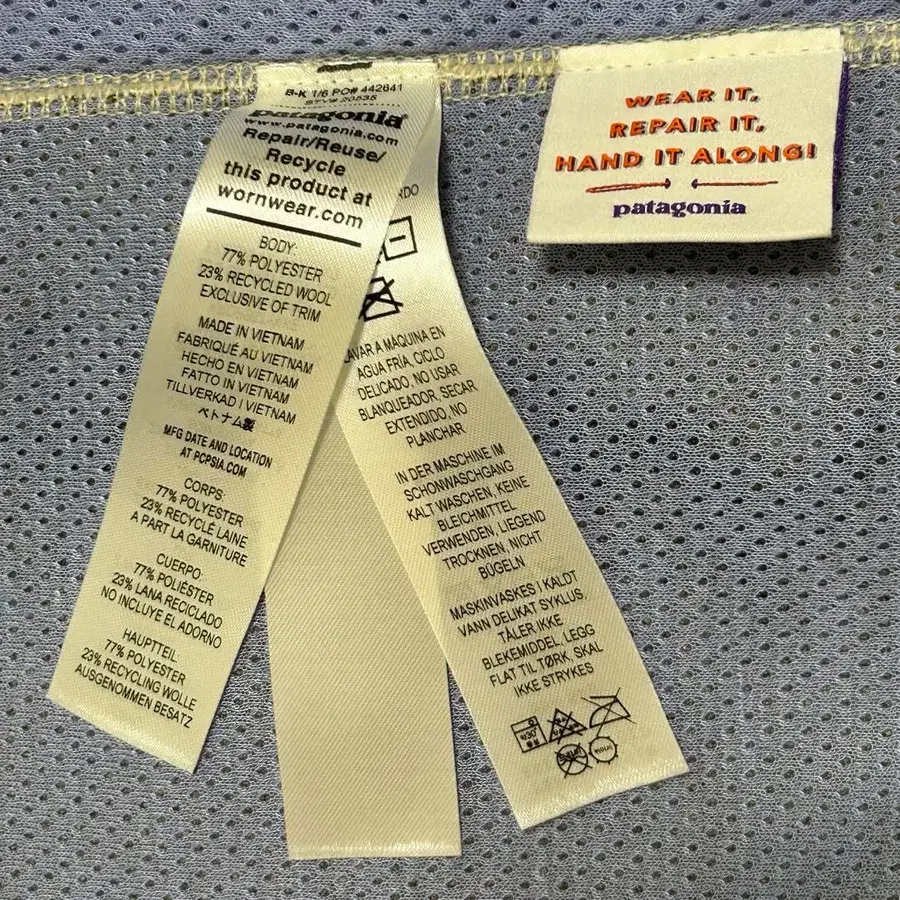 B-K 1/6 PO# 442841
STY# 20535
patagonia
www.patagonia.com
Repair/Reuse/
Recycle
this product at
wornwear.com
BODY:
77% POLYESTER
23% RECYCLED WOOL
EXCLUSIVE OF TRIM
MADE IN VIETNAM
FABRIQUÉ AU VIETNAM
HECHO EN VIETNAM
FATTO IN VIETNAM
TILLVERKAD I VIETNAM
ベトナム製
MFG DATE AND LOCATION
AT PCPSIA.COM
CORPS:
77% POLYESTER
23% RECYCLÉ LAINE
A PART LA GARNITURE
CUERPO:
77% POLIÉSTER
23% LANA RECICLADO
NO INCLUYE EL ADORNO
HAUPTTEIL:
77% POLYESTER
23% RECYCLING WOLLE
AUSGENOMMEN BESATZ
LAVAR A MÁQUINA EN
AGUA FRÍA, CICLO
DELICADO, NO USAR
BLANQUEADOR, SECAR
EXTENDIDO, NO
PLANCHAR
IN DER MASCHINE IM
SCHONWASCHGANG
KALT WASCHEN, KEINE
BLEICHMITTEL
VERWENDEN, LIEGEND
TROCKNEN, NICHT
BÜGELN
MASKINVASKES I KALDT
VANN DELIKAT SYKLUS,
TÅLER IKKE
BLEKEMIDDEL, LEGG
FLAT TIL TØRK, SKAL
IKKE STRYKES
WEAR IT,
REPAIR IT,
HAND IT ALONG!
patagonia